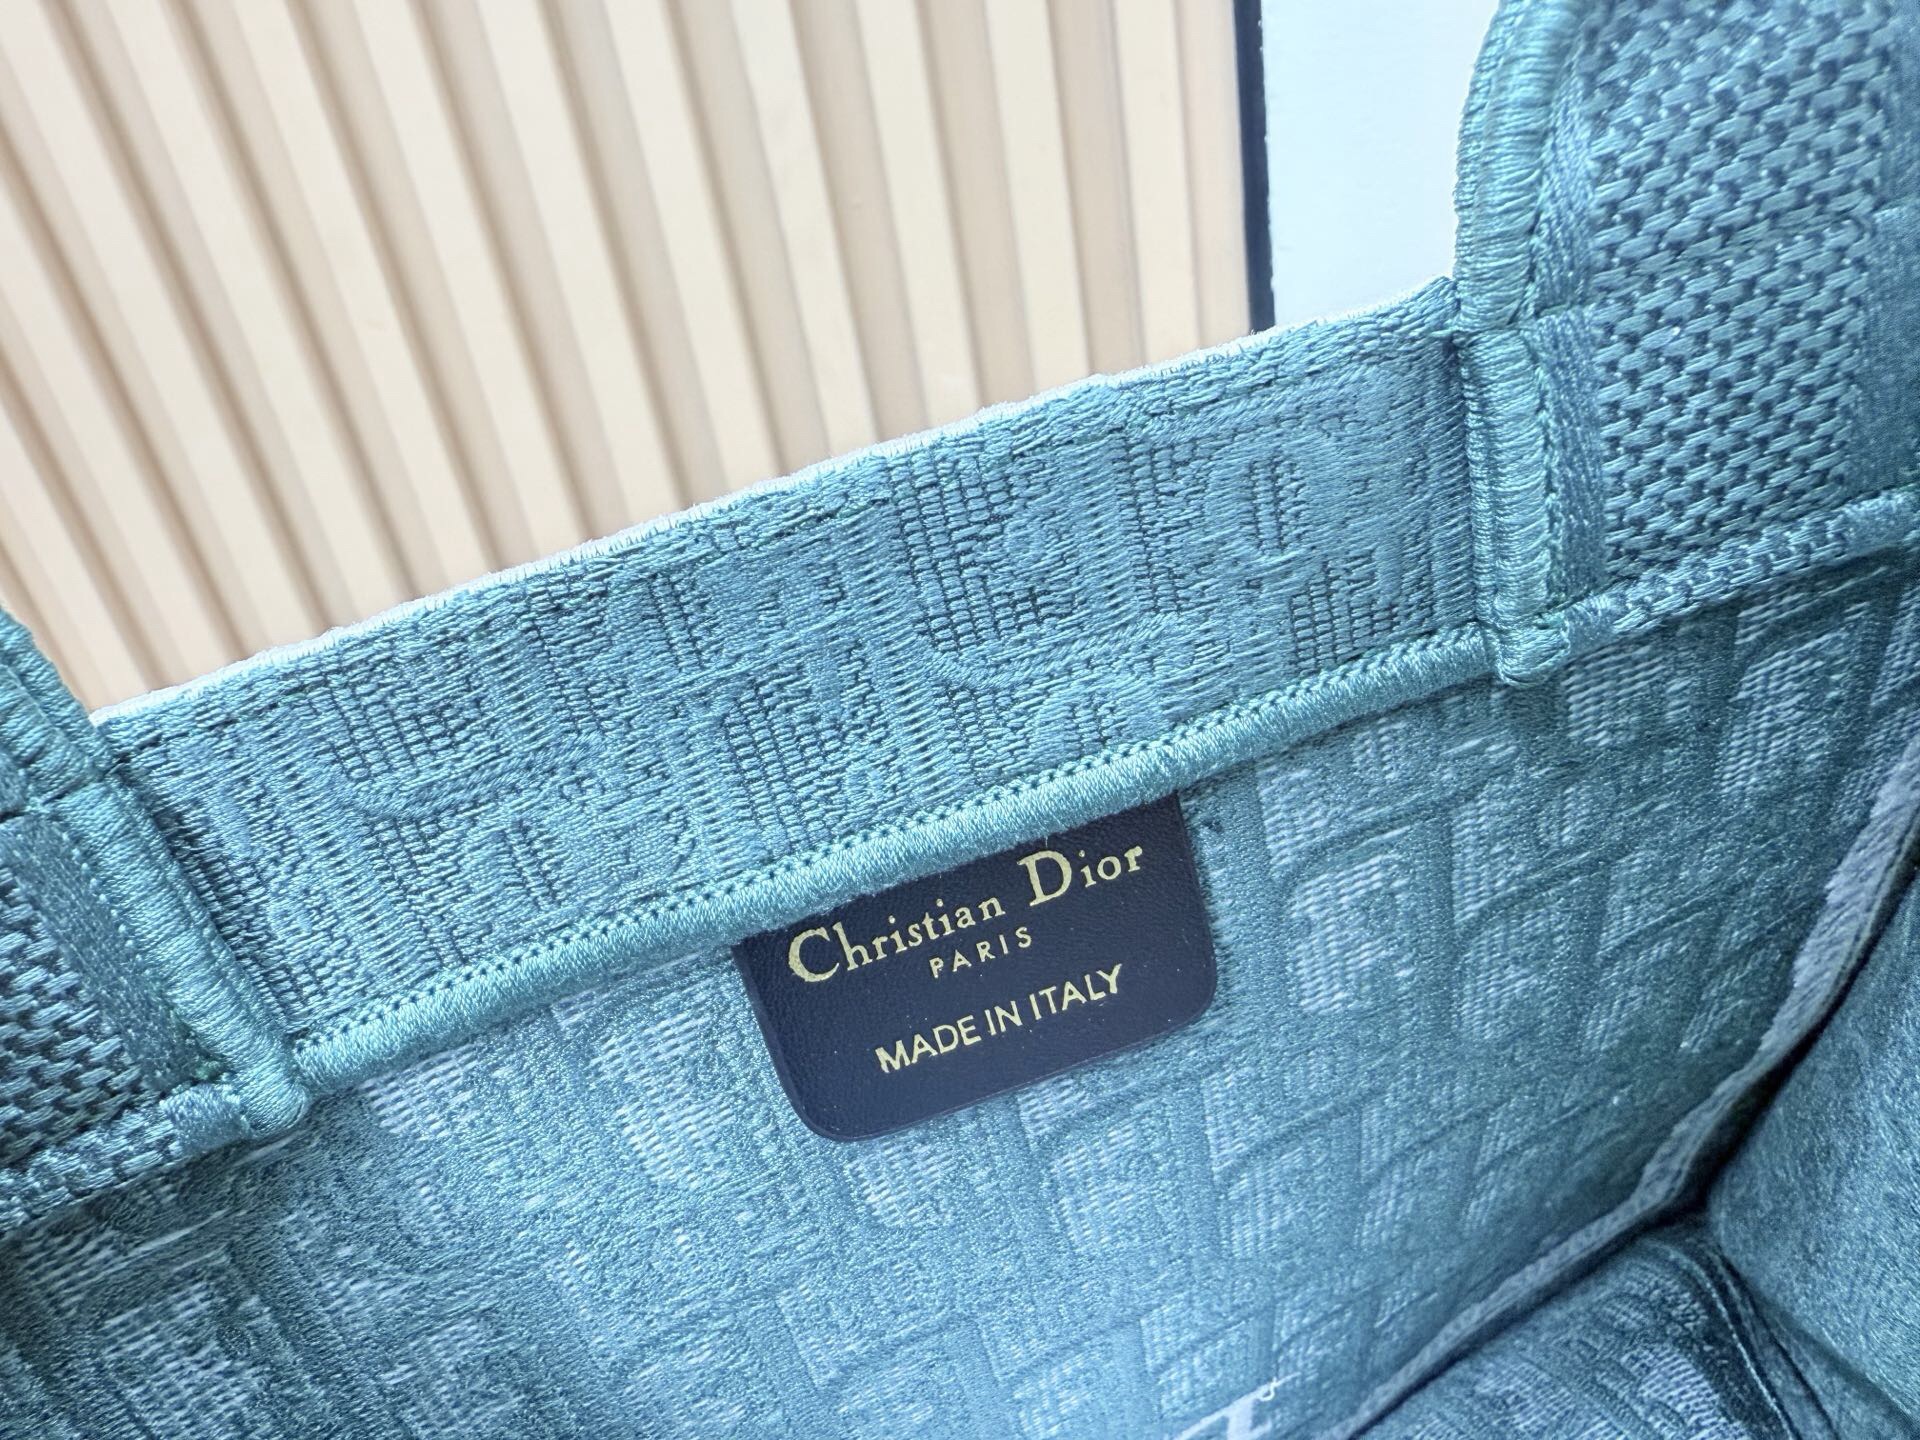 Christian Dior
PARIS
MADE IN ITALY